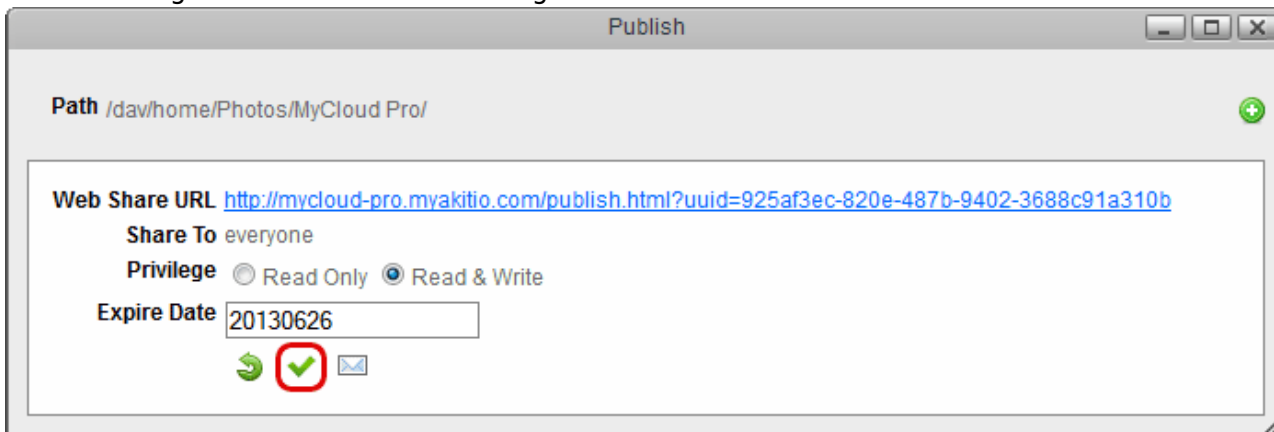 Publish
Path /dav/home/Photos/MyCloud Pro/
Web Share URL http://mycloud-pro.myakitio.com/publish.html?uuid=925af3ec-820e-487b-9402-3688c91a310b
Share To everyone
Privilege Read Only Read & Write
Expire Date 20130626